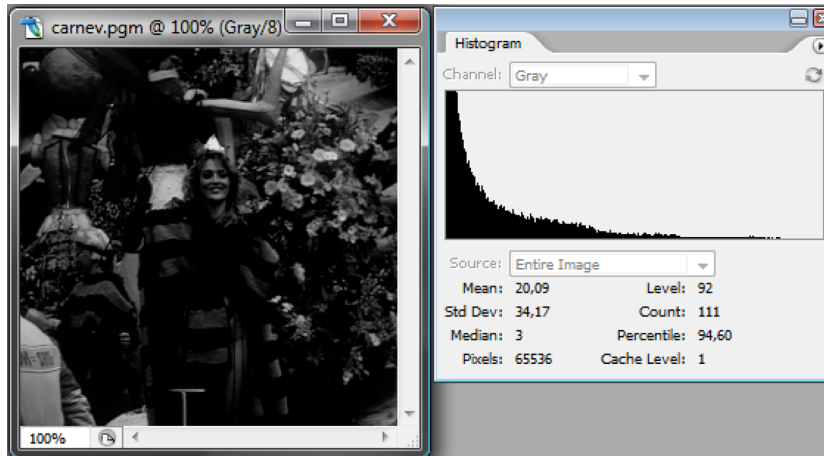 carnev.pgm @ 100% (Gray/8)
100%
Histogram
Channel: Gray
Source: Entire Image
Mean: 20,09 Level: 92
Std Dev: 34,17 Count: 111
Median: 3 Percentile: 94,60
Pixels: 65536 Cache Level: 1